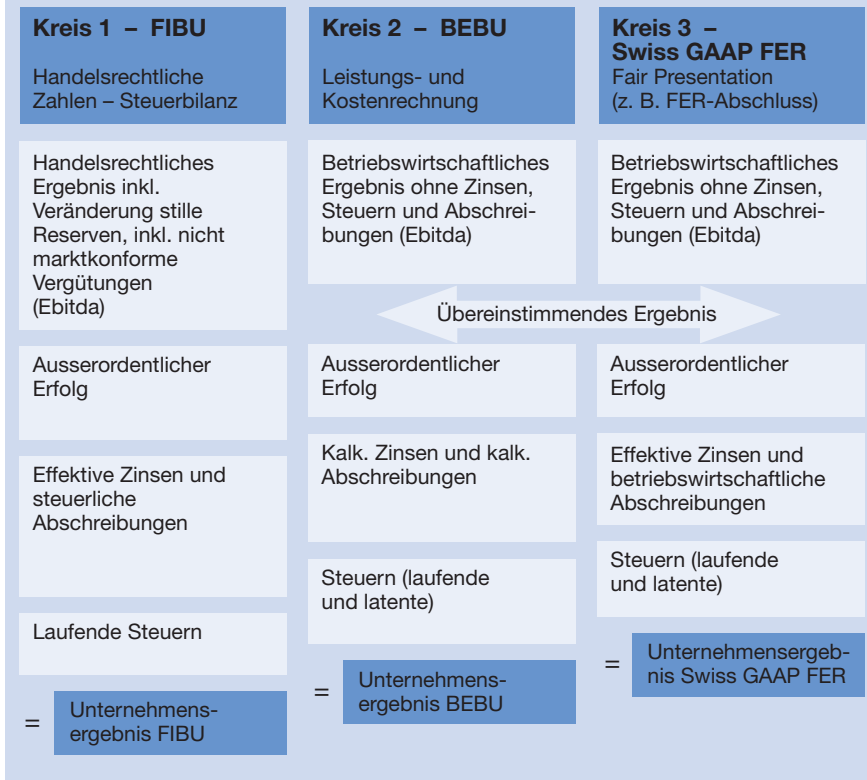 Kreis 1 – FIBU
Handelsrechtliche
Zahlen – Steuerbilanz
Handelsrechtliches
Ergebnis inkl.
Veränderung stille
Reserven, inkl. nicht
marktkonforme
Vergütungen
(Ebitda)
Ausserordentlicher
Erfolg
Effektive Zinsen und
steuerliche
Abschreibungen
Laufende Steuern
=
Unternehmens-
ergebnis FIBU
Kreis 2 – BEBU
Leistungs- und
Kostenrechnung
Betriebswirtschaftliches
Ergebnis ohne Zinsen,
Steuern und Abschrei-
bungen (Ebitda)
Übereinstimmendes Ergebnis
Ausserordentlicher
Erfolg
Kalk. Zinsen und kalk.
Abschreibungen
Steuern (laufende
und latente)
=
Unternehmens-
ergebnis BEBU
Kreis 3 –
Swiss GAAP FER
Fair Presentation
(z. B. FER-Abschluss)
Betriebswirtschaftliches
Ergebnis ohne Zinsen,
Steuern und Abschrei-
bungen (Ebitda)
Ausserordentlicher
Erfolg
Effektive Zinsen und
betriebswirtschaftliche
Abschreibungen
Steuern (laufende
und latente)
=
Unternehmensergeb-
nis Swiss GAAP FER